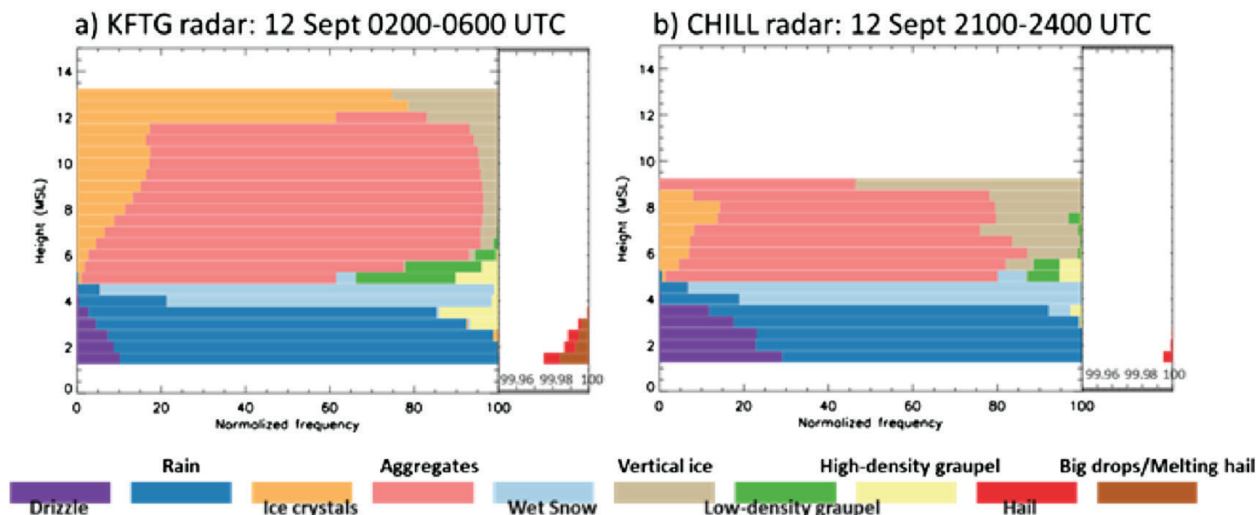 a) KFTG radar: 12 Sept 0200-0600 UTC
b) CHILL radar: 12 Sept 2100-2400 UTC
14
12
10
8
6
4
2
0
Height (MSL)
0 20 40 60 80 100
99.96 99.98 100
Normalized frequency
14
12
10
8
6
4
2
0
Height (MSL)
0 20 40 60 80 100
99.96 99.98 100
Normalized frequency
Rain Aggregates Vertical ice High-density graupel Big drops/Melting hail
Drizzle Ice crystals Wet Snow Low-density graupel Hail